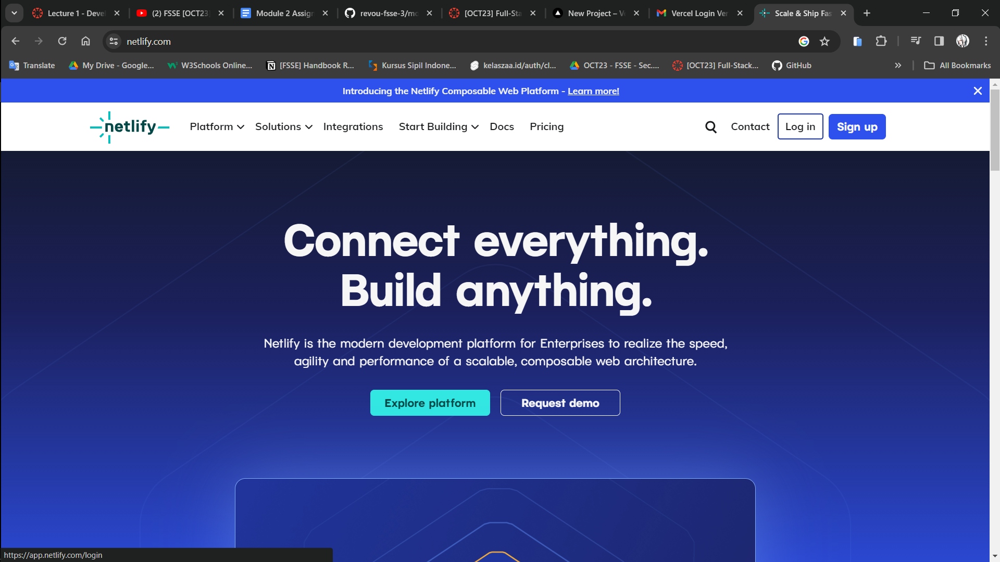 Lecture 1 - Deve
(2) FSSE [OCT23]
Module 2 Assign
revou-fsse-3/mo
[OCT23] Full-Sta
New Project – V
Vercel Login Ver
Scale & Ship Fas
netlify.com
Translate
My Drive - Google...
W3Schools Online...
[FSSE] Handbook R...
Kursus Sipil Indone...
kelaszaa.id/auth/cl...
OCT23 - FSSE - Sec....
[OCT23] Full-Stack...
GitHub
All Bookmarks
Introducing the Netlify Composable Web Platform - Learn more!
netlify
Platform
Solutions
Integrations
Start Building
Docs
Pricing
Contact
Log in
Sign up
Connect everything.
Build anything.
Netlify is the modern development platform for Enterprises to realize the speed,
agility and performance of a scalable, composable web architecture.
Explore platform
Request demo
https://app.netlify.com/login